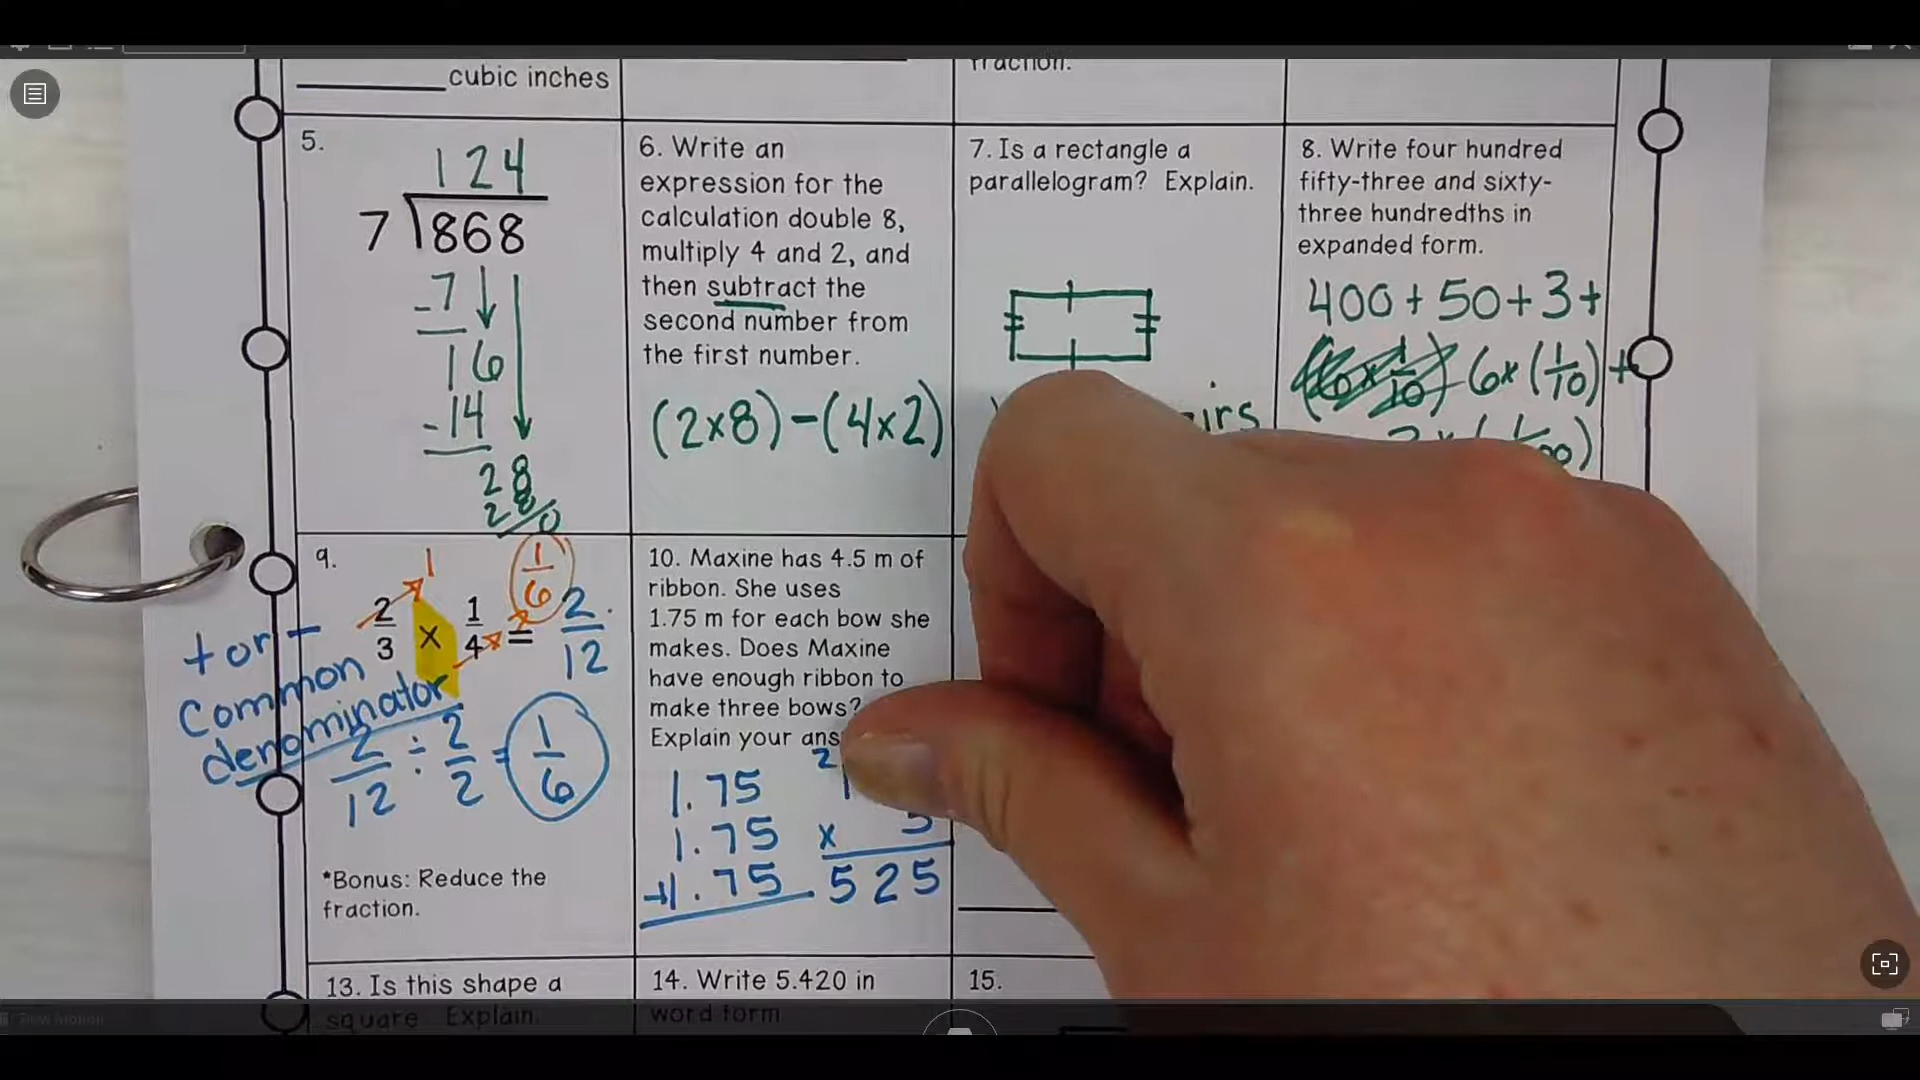 cubic inches
fraction.
5.
124
7 868
-7
16
-14
28
28
0
6. Write an
expression for the
calculation double 8,
multiply 4 and 2, and
then subtract the
second number from
the first number.
(2x8)-(4x2)
7. Is a rectangle a
parallelogram? Explain.
8. Write four hundred
fifty-three and sixty-
three hundredths in
expanded form.
400+50+3+
6x(1/10)+
9.
1
2/3 x 1/4 = 2/12
1/6
+ or -
common
denominator
2/12 ÷ 2/2 = 1/6
*Bonus: Reduce the
fraction.
10. Maxine has 4.5 m of
ribbon. She uses
1.75 m for each bow she
makes. Does Maxine
have enough ribbon to
make three bows?
Explain your
1.75
1.75
+1.75
2
x
525
13. Is this shape a
square Explain.
14. Write 5.420 in
word form
15.